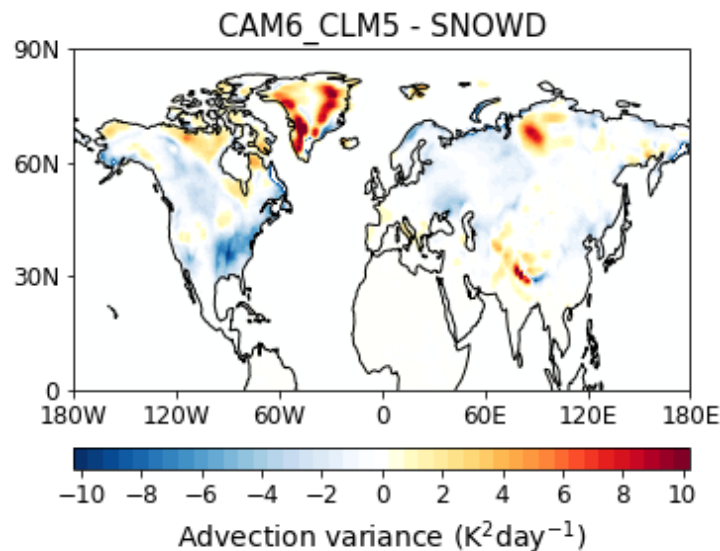 CAM6_CLM5 - SNOWD
90N
60N
30N
0
180W 120W 60W 0 60E 120E 180E
−10 −8 −6 −4 −2 0 2 4 6 8 10
Advection variance (K²day⁻¹)